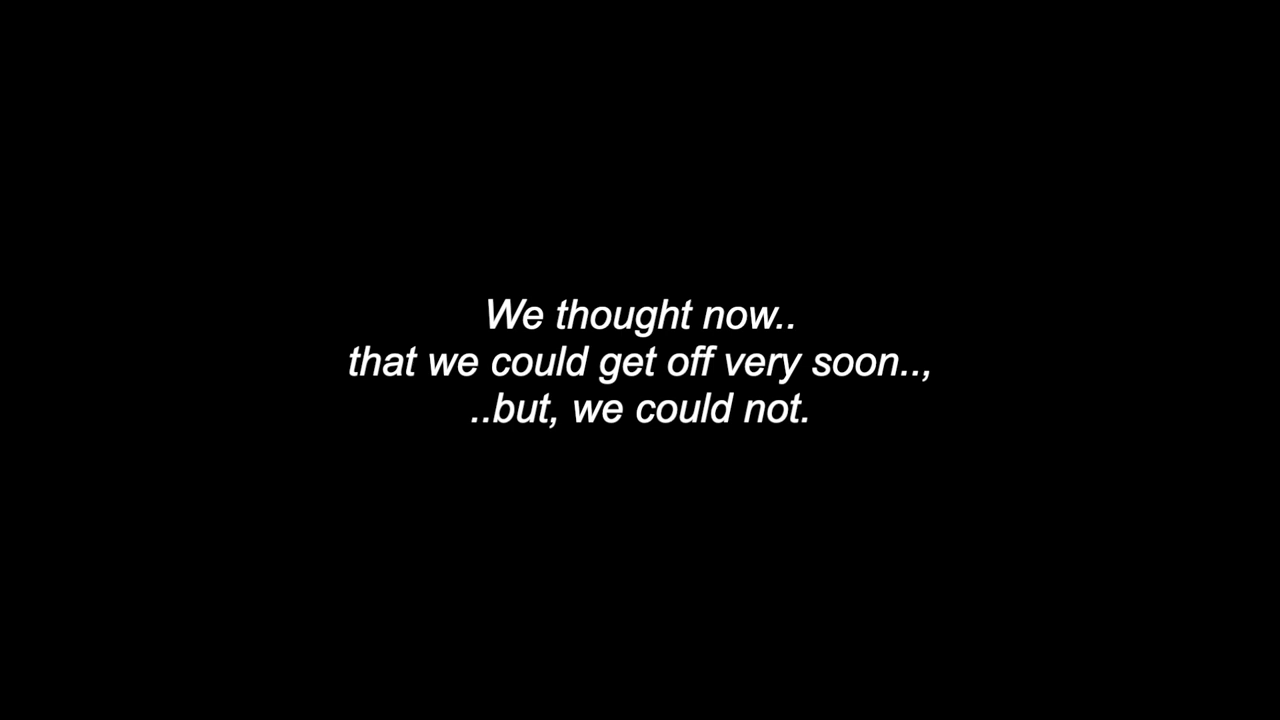 We thought now..
that we could get off very soon..,
..but, we could not.